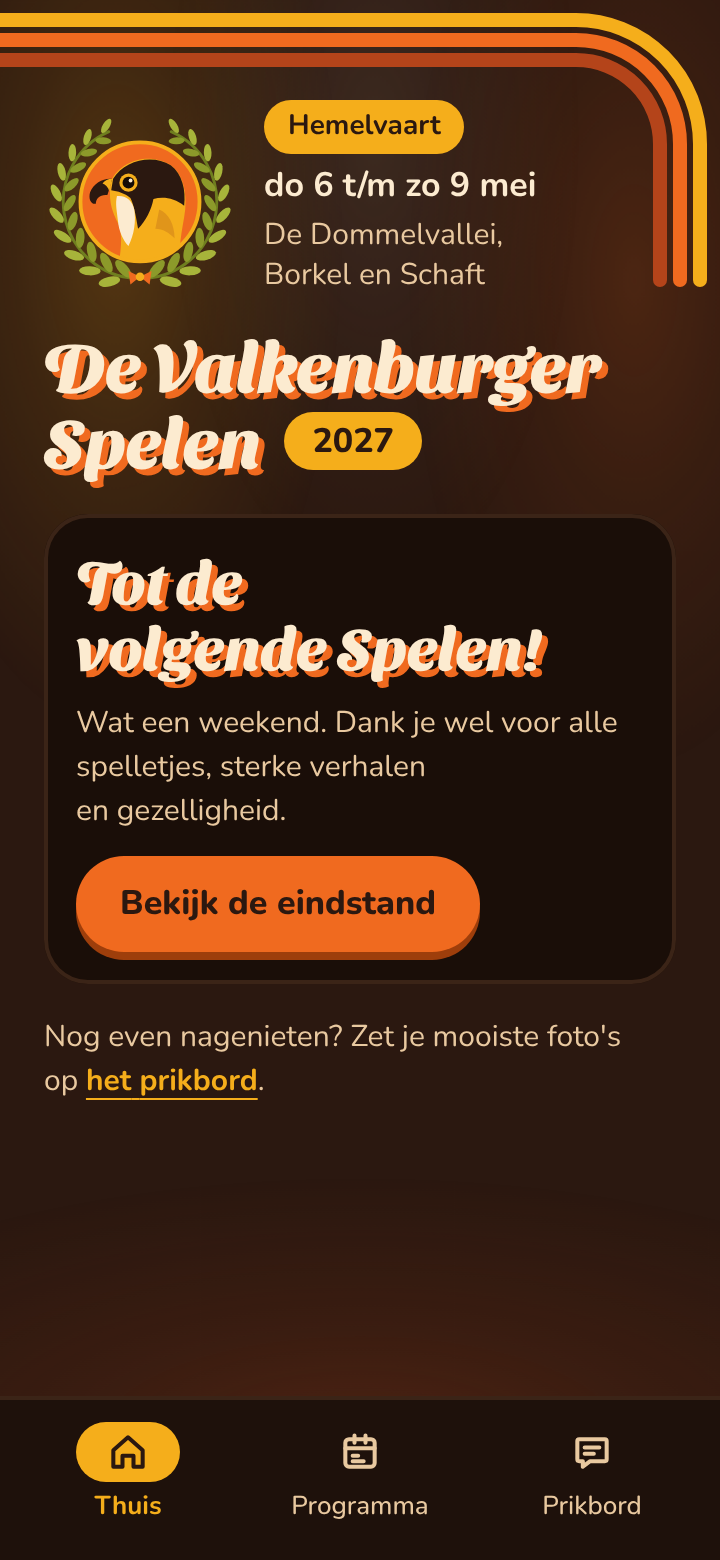 Hemelvaart
do 6 t/m zo 9 mei
De Dommelvallei,
Borkel en Schaft
De Valkenburger
Spelen 2027
Tot de
volgende Spelen!
Wat een weekend. Dank je wel voor alle
spelletjes, sterke verhalen
en gezelligheid.
Bekijk de eindstand
Nog even nagenieten? Zet je mooiste foto's
op het prikbord.
Thuis
Programma
Prikbord